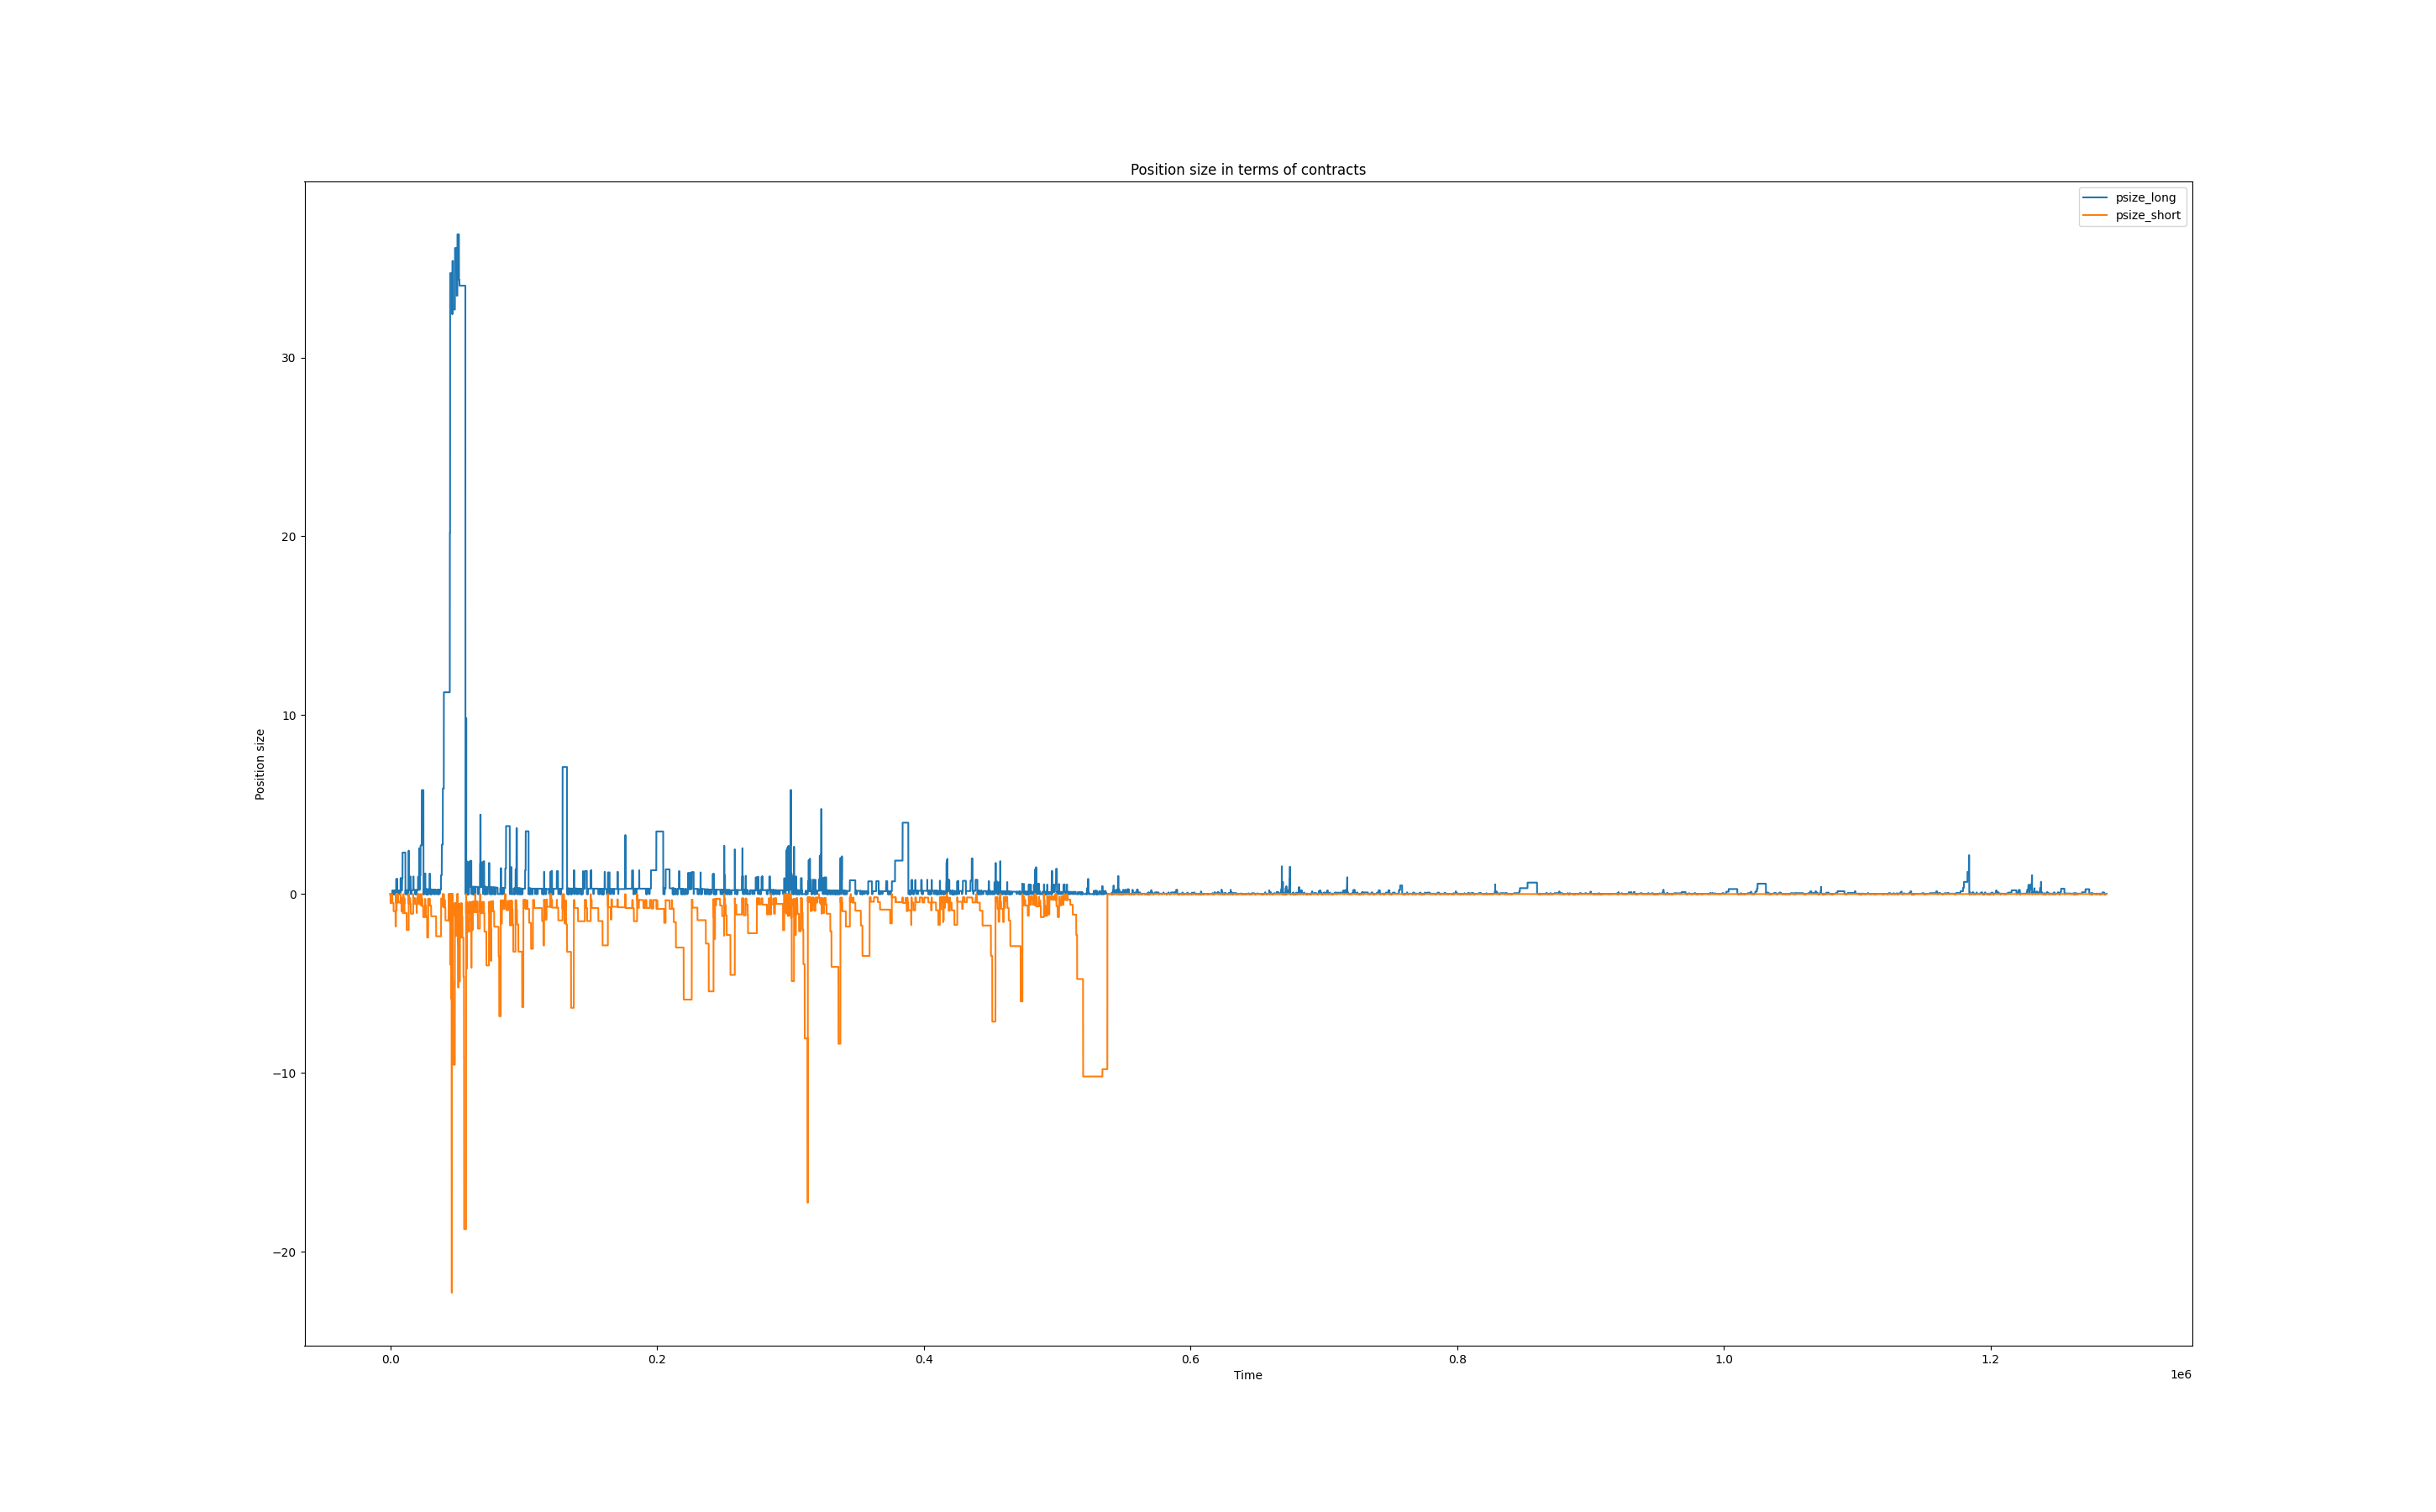 Position size in terms of contracts
psize_long
psize_short
30
20
10
0
−10
−20
Position size
0.0 0.2 0.4 0.6 0.8 1.0 1.2
Time
1e6